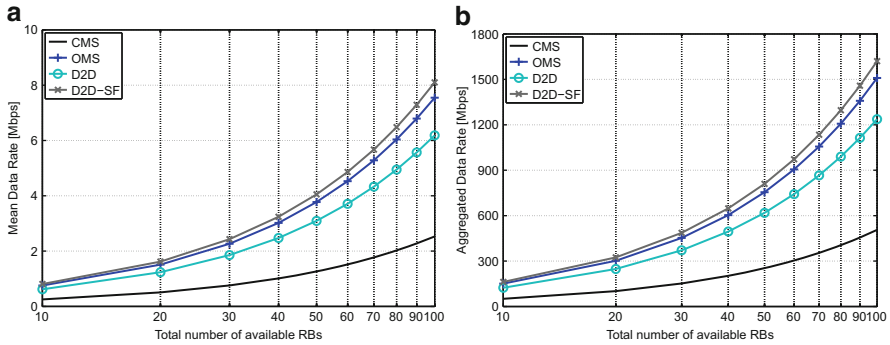 a
Mean Data Rate [Mbps]
10
8
6
4
2
0
CMS
OMS
D2D
D2D-SF
10 20 30 40 50 60 70 80 90 100
Total number of available RBs
b
Aggregated Data Rate [Mbps]
1800
1500
1200
900
600
300
0
CMS
OMS
D2D
D2D-SF
10 20 30 40 50 60 70 80 90 100
Total number of available RBs